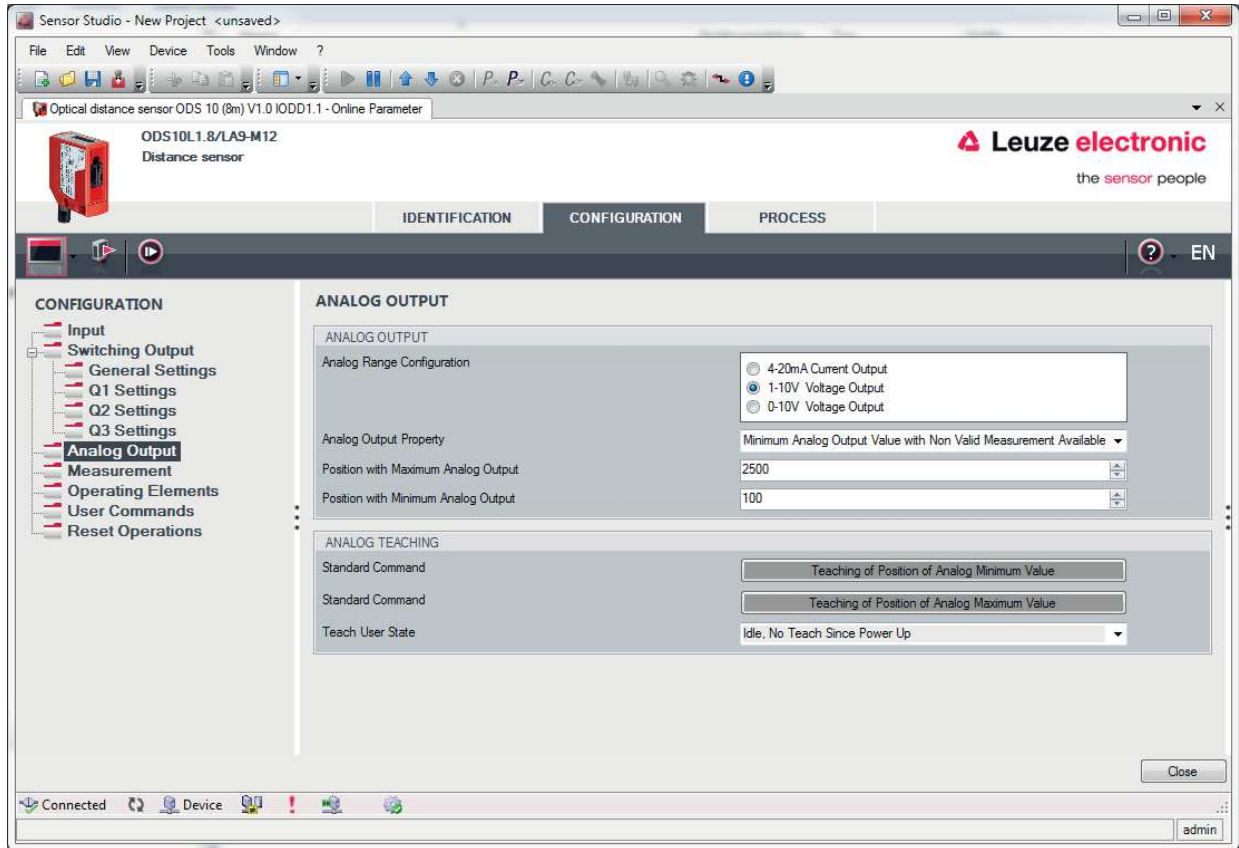 Sensor Studio - New Project <unsaved>
File Edit View Device Tools Window ?
Optical distance sensor ODS 10 (8m) V1.0 IODD1.1 - Online Parameter
ODS10L1.8/LA9-M12
Distance sensor
Leuze electronic
the sensor people
IDENTIFICATION CONFIGURATION PROCESS
EN
CONFIGURATION
Input
Switching Output
General Settings
Q1 Settings
Q2 Settings
Q3 Settings
Analog Output
Measurement
Operating Elements
User Commands
Reset Operations
ANALOG OUTPUT
ANALOG OUTPUT
Analog Range Configuration
4-20mA Current Output
1-10V Voltage Output
0-10V Voltage Output
Analog Output Property
Minimum Analog Output Value with Non Valid Measurement Available
Position with Maximum Analog Output
2500
Position with Minimum Analog Output
100
ANALOG TEACHING
Standard Command
Teaching of Position of Analog Minimum Value
Standard Command
Teaching of Position of Analog Maximum Value
Teach User State
Idle, No Teach Since Power Up
Close
Connected Device
admin